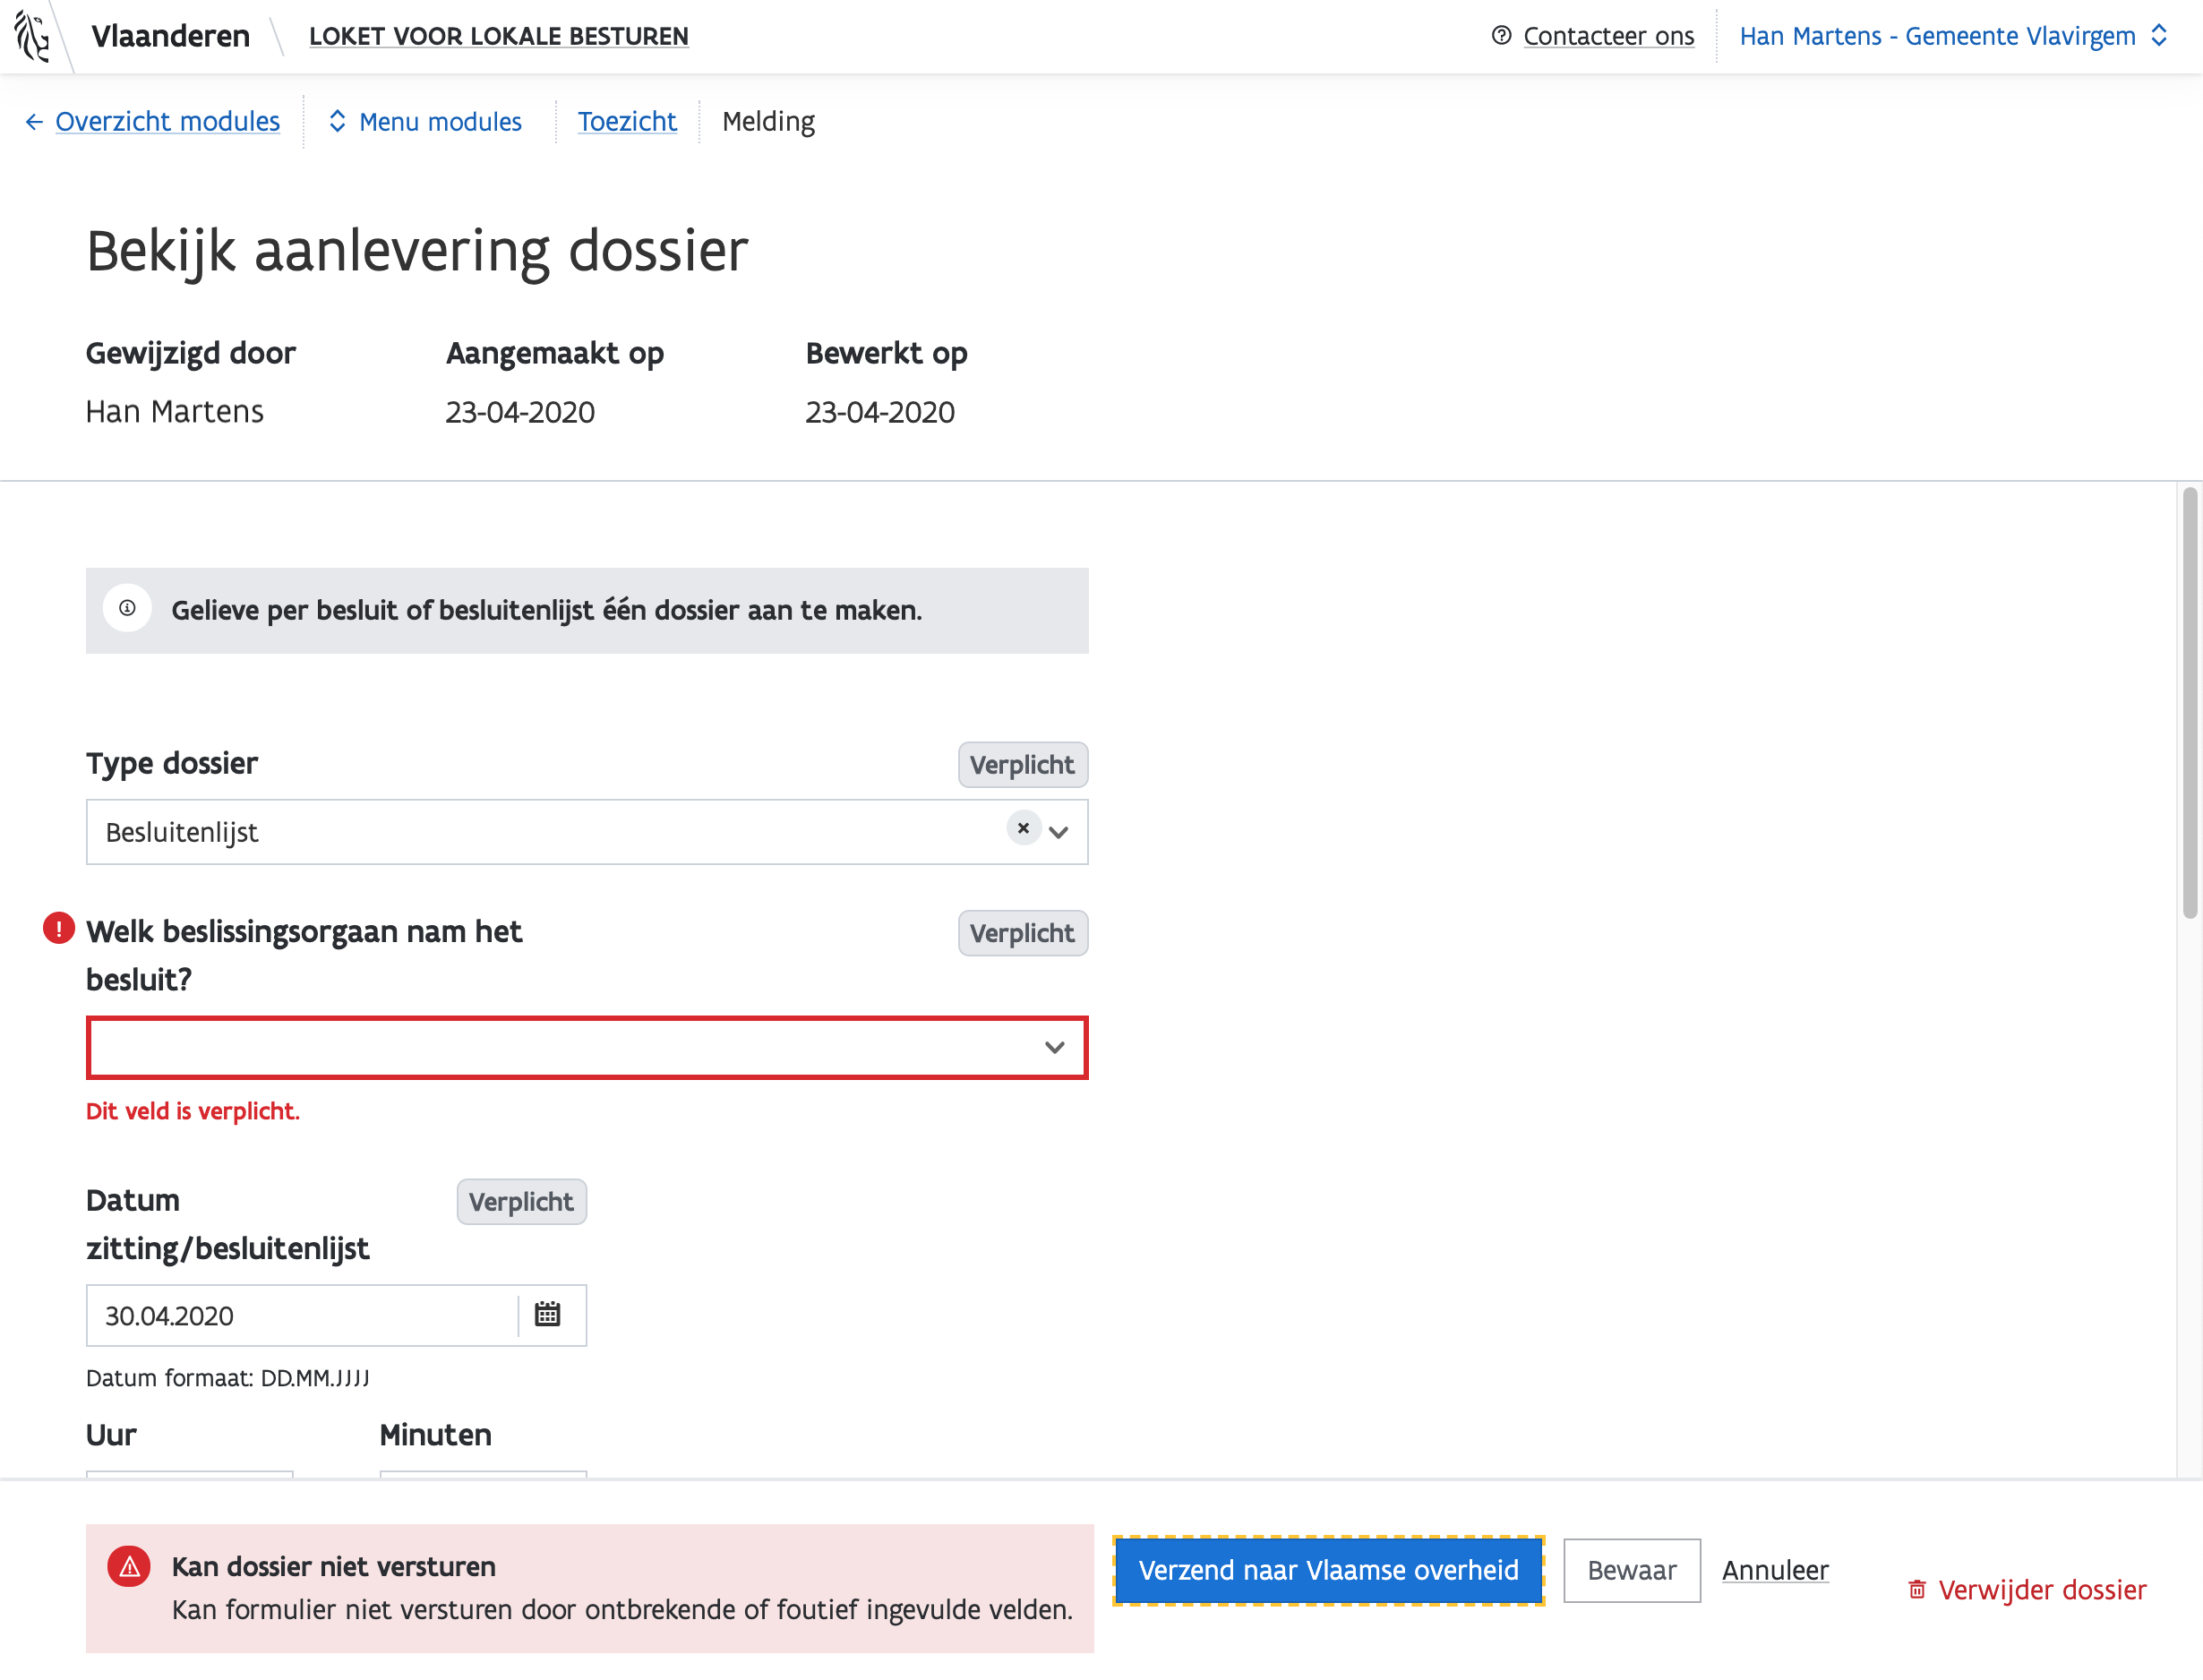 Vlaanderen
LOKET VOOR LOKALE BESTUREN
Contacteer ons
Han Martens - Gemeente Vlavirgem
Overzicht modules
Menu modules
Toezicht
Melding
Bekijk aanlevering dossier
Gewijzigd door
Aangemaakt op
Bewerkt op
Han Martens
23-04-2020
23-04-2020
Gelieve per besluit of besluitenlijst één dossier aan te maken.
Type dossier
Verplicht
Besluitenlijst
Welk beslissingsorgaan nam het
besluit?
Verplicht
Dit veld is verplicht.
Datum
zitting/besluitenlijst
Verplicht
30.04.2020
Datum formaat: DD.MM.JJJJ
Uur
Minuten
Kan dossier niet versturen
Kan formulier niet versturen door ontbrekende of foutief ingevulde velden.
Verzend naar Vlaamse overheid
Bewaar
Annuleer
Verwijder dossier